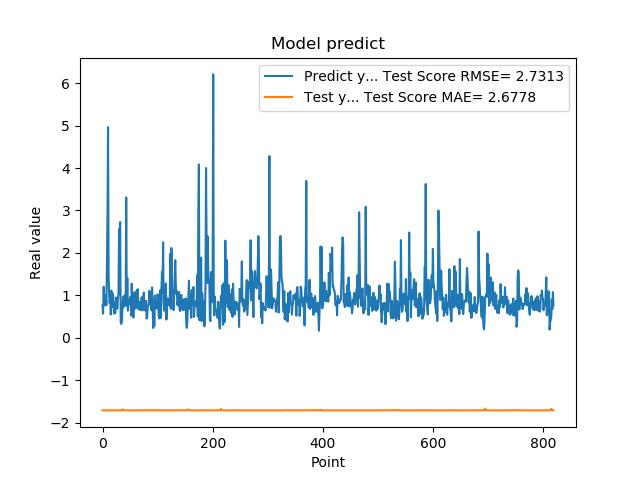 Model predict
Predict y... Test Score RMSE= 2.7313
Test y... Test Score MAE= 2.6778
6
5
4
3
2
1
0
−1
−2
Real value
0 200 400 600 800
Point